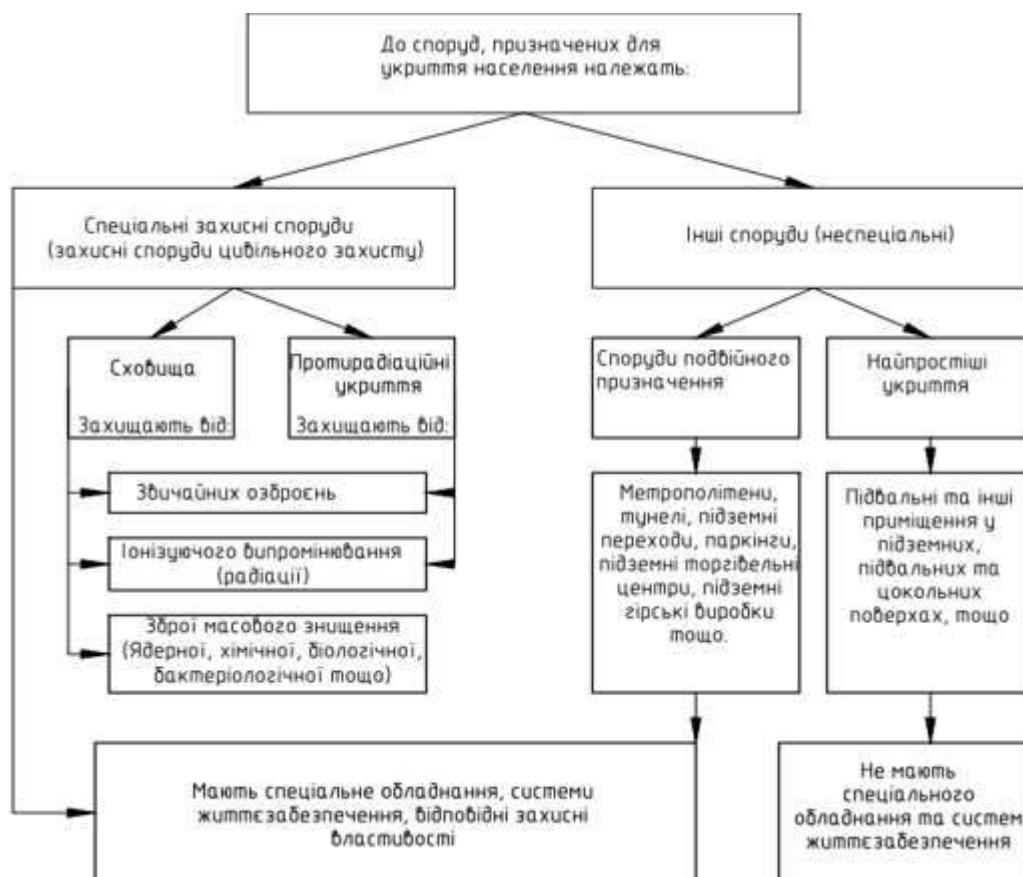 До споруд, призначених для
укриття населення належать:
Спеціальні захисні споруди
(захисні споруди цивільного захисту)
Інші споруди (неспеціальні)
Сховища
Захищають від:
Протирадіаційні
укриття
Захищають від:
Споруди подвійного
призначення
Найпростіші
укриття
Звичайних озброєнь
Іонізуючого випромінювання
(радіації)
Зброї масового знищення
(Ядерної, хімічної, біологічної,
бактеріологічної тощо)
Метрополітени,
тунелі, підземні
переходи, паркінги,
підземні торгівельні
центри, підземні
гірські виробки
тощо.
Підвальні та інші
приміщення у
підземних,
підвальних та
цокольних
поверхах, тощо
Мають спеціальне обладнання, системи
життєзабезпечення, відповідні захисні
властивості
Не мають
спеціального
обладнання та систем
життєзабезпечення